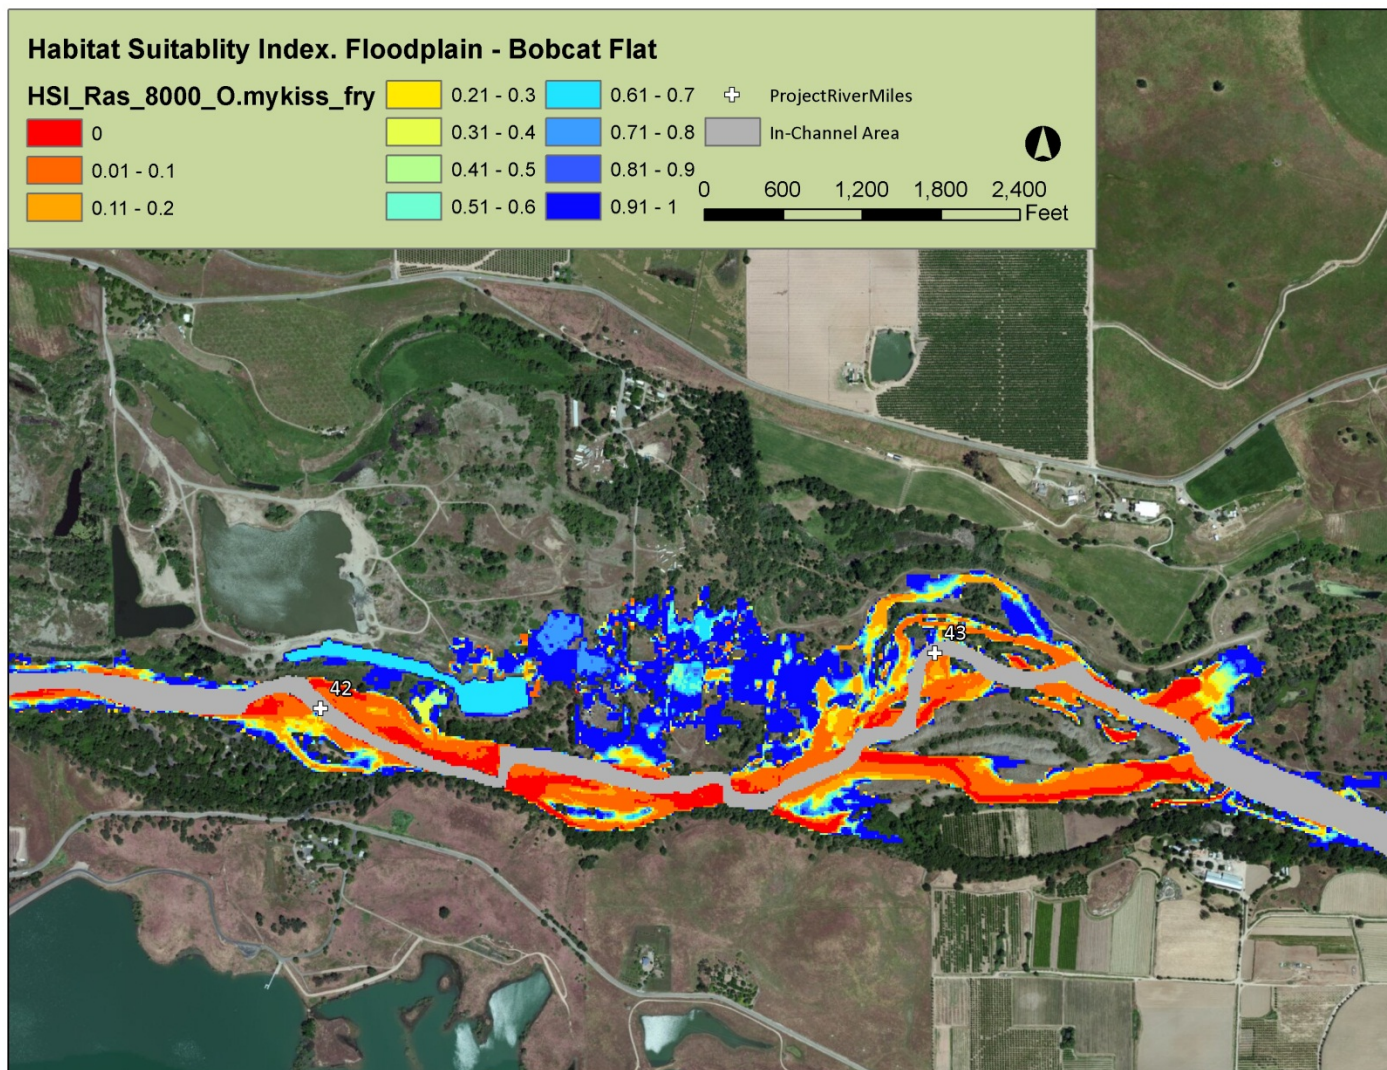 Habitat Suitablity Index. Floodplain - Bobcat Flat
HSI_Ras_8000_O.mykiss_fry
0
0.01 - 0.1
0.11 - 0.2
0.21 - 0.3
0.31 - 0.4
0.41 - 0.5
0.51 - 0.6
0.61 - 0.7
0.71 - 0.8
0.81 - 0.9
0.91 - 1
ProjectRiverMiles
In-Channel Area
0 600 1,200 1,800 2,400
Feet
43
42